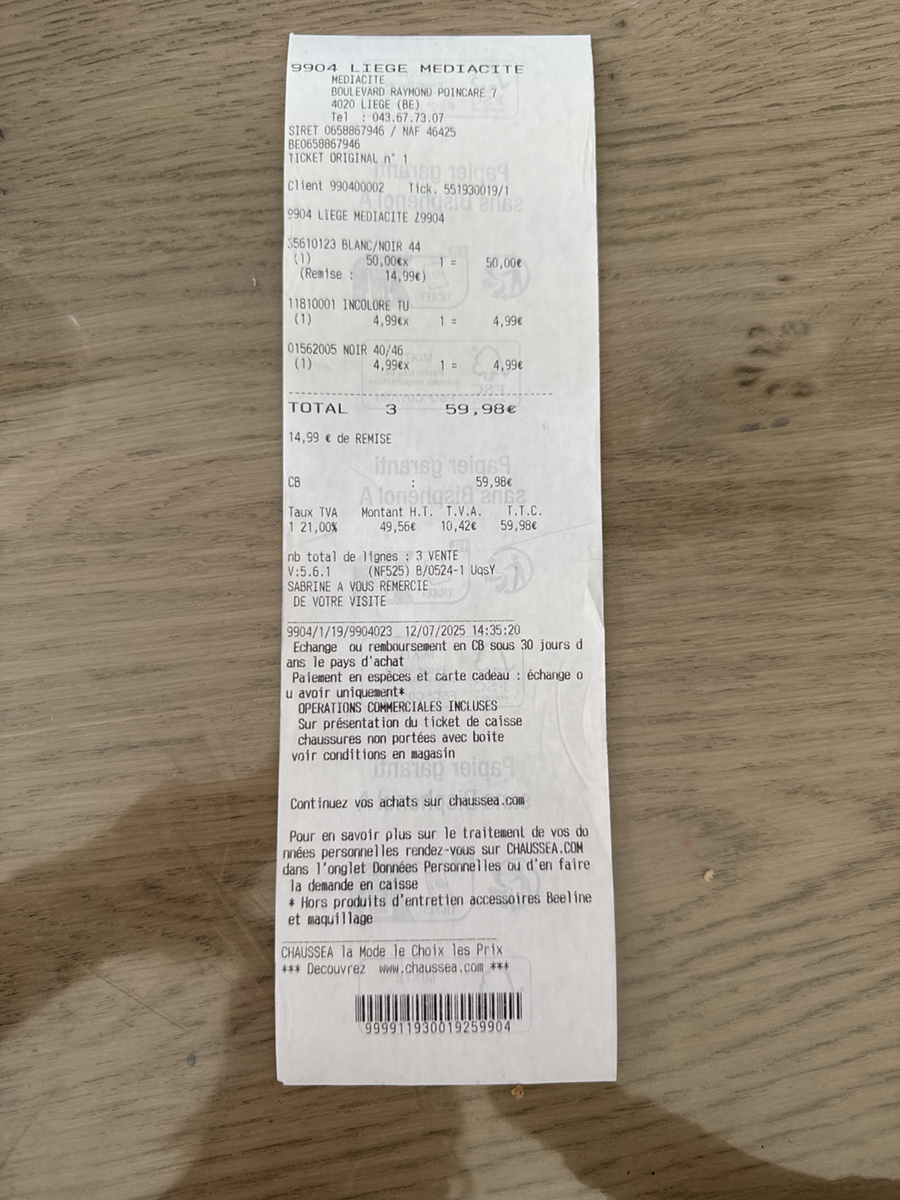 9904 LIEGE MEDIACITE
MEDIACITE
BOULEVARD RAYMOND POINCARE 7
4020 LIEGE (BE)
Tel : 043.67.73.07
SIRET 0658867946 / NAF 46425
BE0658867946
TICKET ORIGINAL n° 1
Client 990400002 Tick. 551930019/1
9904 LIEGE MEDIACITE Z9904
35610123 BLANC/NOIR 44
(1) 50,00€x 1 = 50,00€
(Remise : 14,99€)
11810001 INCOLORE TU
(1) 4,99€x 1 = 4,99€
01562005 NOIR 40/46
(1) 4,99€x 1 = 4,99€
TOTAL 3 59,98€
14,99 € de REMISE
CB : 59,98€
Taux TVA Montant H.T. T.V.A. T.T.C.
1 21,00% 49,56€ 10,42€ 59,98€
nb total de lignes : 3 VENTE
V:5.6.1 (NF525) B/0524-1 UqsY
SABRINE A VOUS REMERCIE
DE VOTRE VISITE
9904/1/19/9904023 12/07/2025 14:35:20
Echange ou remboursement en CB sous 30 jours d
ans le pays d'achat
Paiement en espèces et carte cadeau : échange o
u avoir uniquement*
OPERATIONS COMMERCIALES INCLUSES
Sur présentation du ticket de caisse
chaussures non portées avec boite
voir conditions en magasin
Continuez vos achats sur chaussea.com
Pour en savoir plus sur le traitement de vos do
nnées personnelles rendez-vous sur CHAUSSEA.COM
dans l'onglet Données Personnelles ou d'en faire
la demande en caisse
* Hors produits d'entretien accessoires Beeline
et maquillage
CHAUSSEA la Mode le Choix les Prix
*** Decouvrez www.chaussea.com ***
999911930019259904